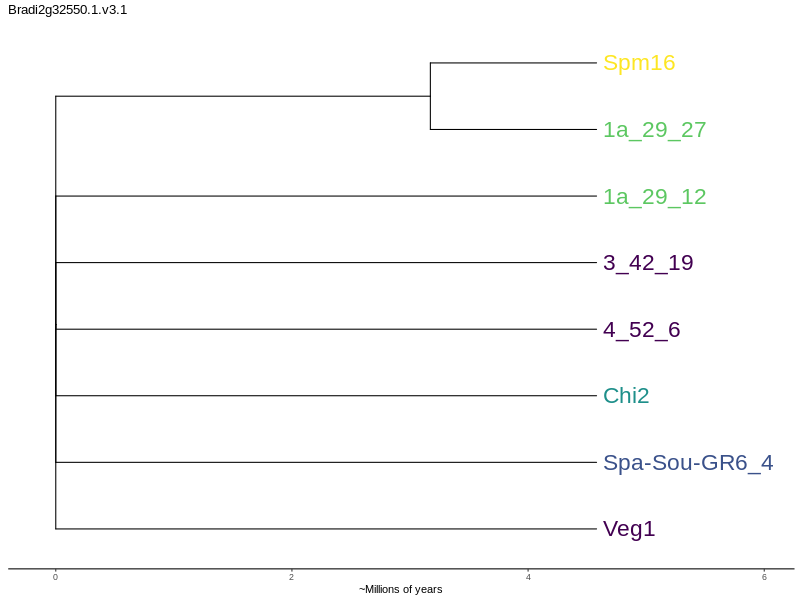 Bradi2g32550.1.v3.1
Spm16
1a_29_27
1a_29_12
3_42_19
4_52_6
Chi2
Spa-Sou-GR6_4
Veg1
0 2 4 6
~Millions of years